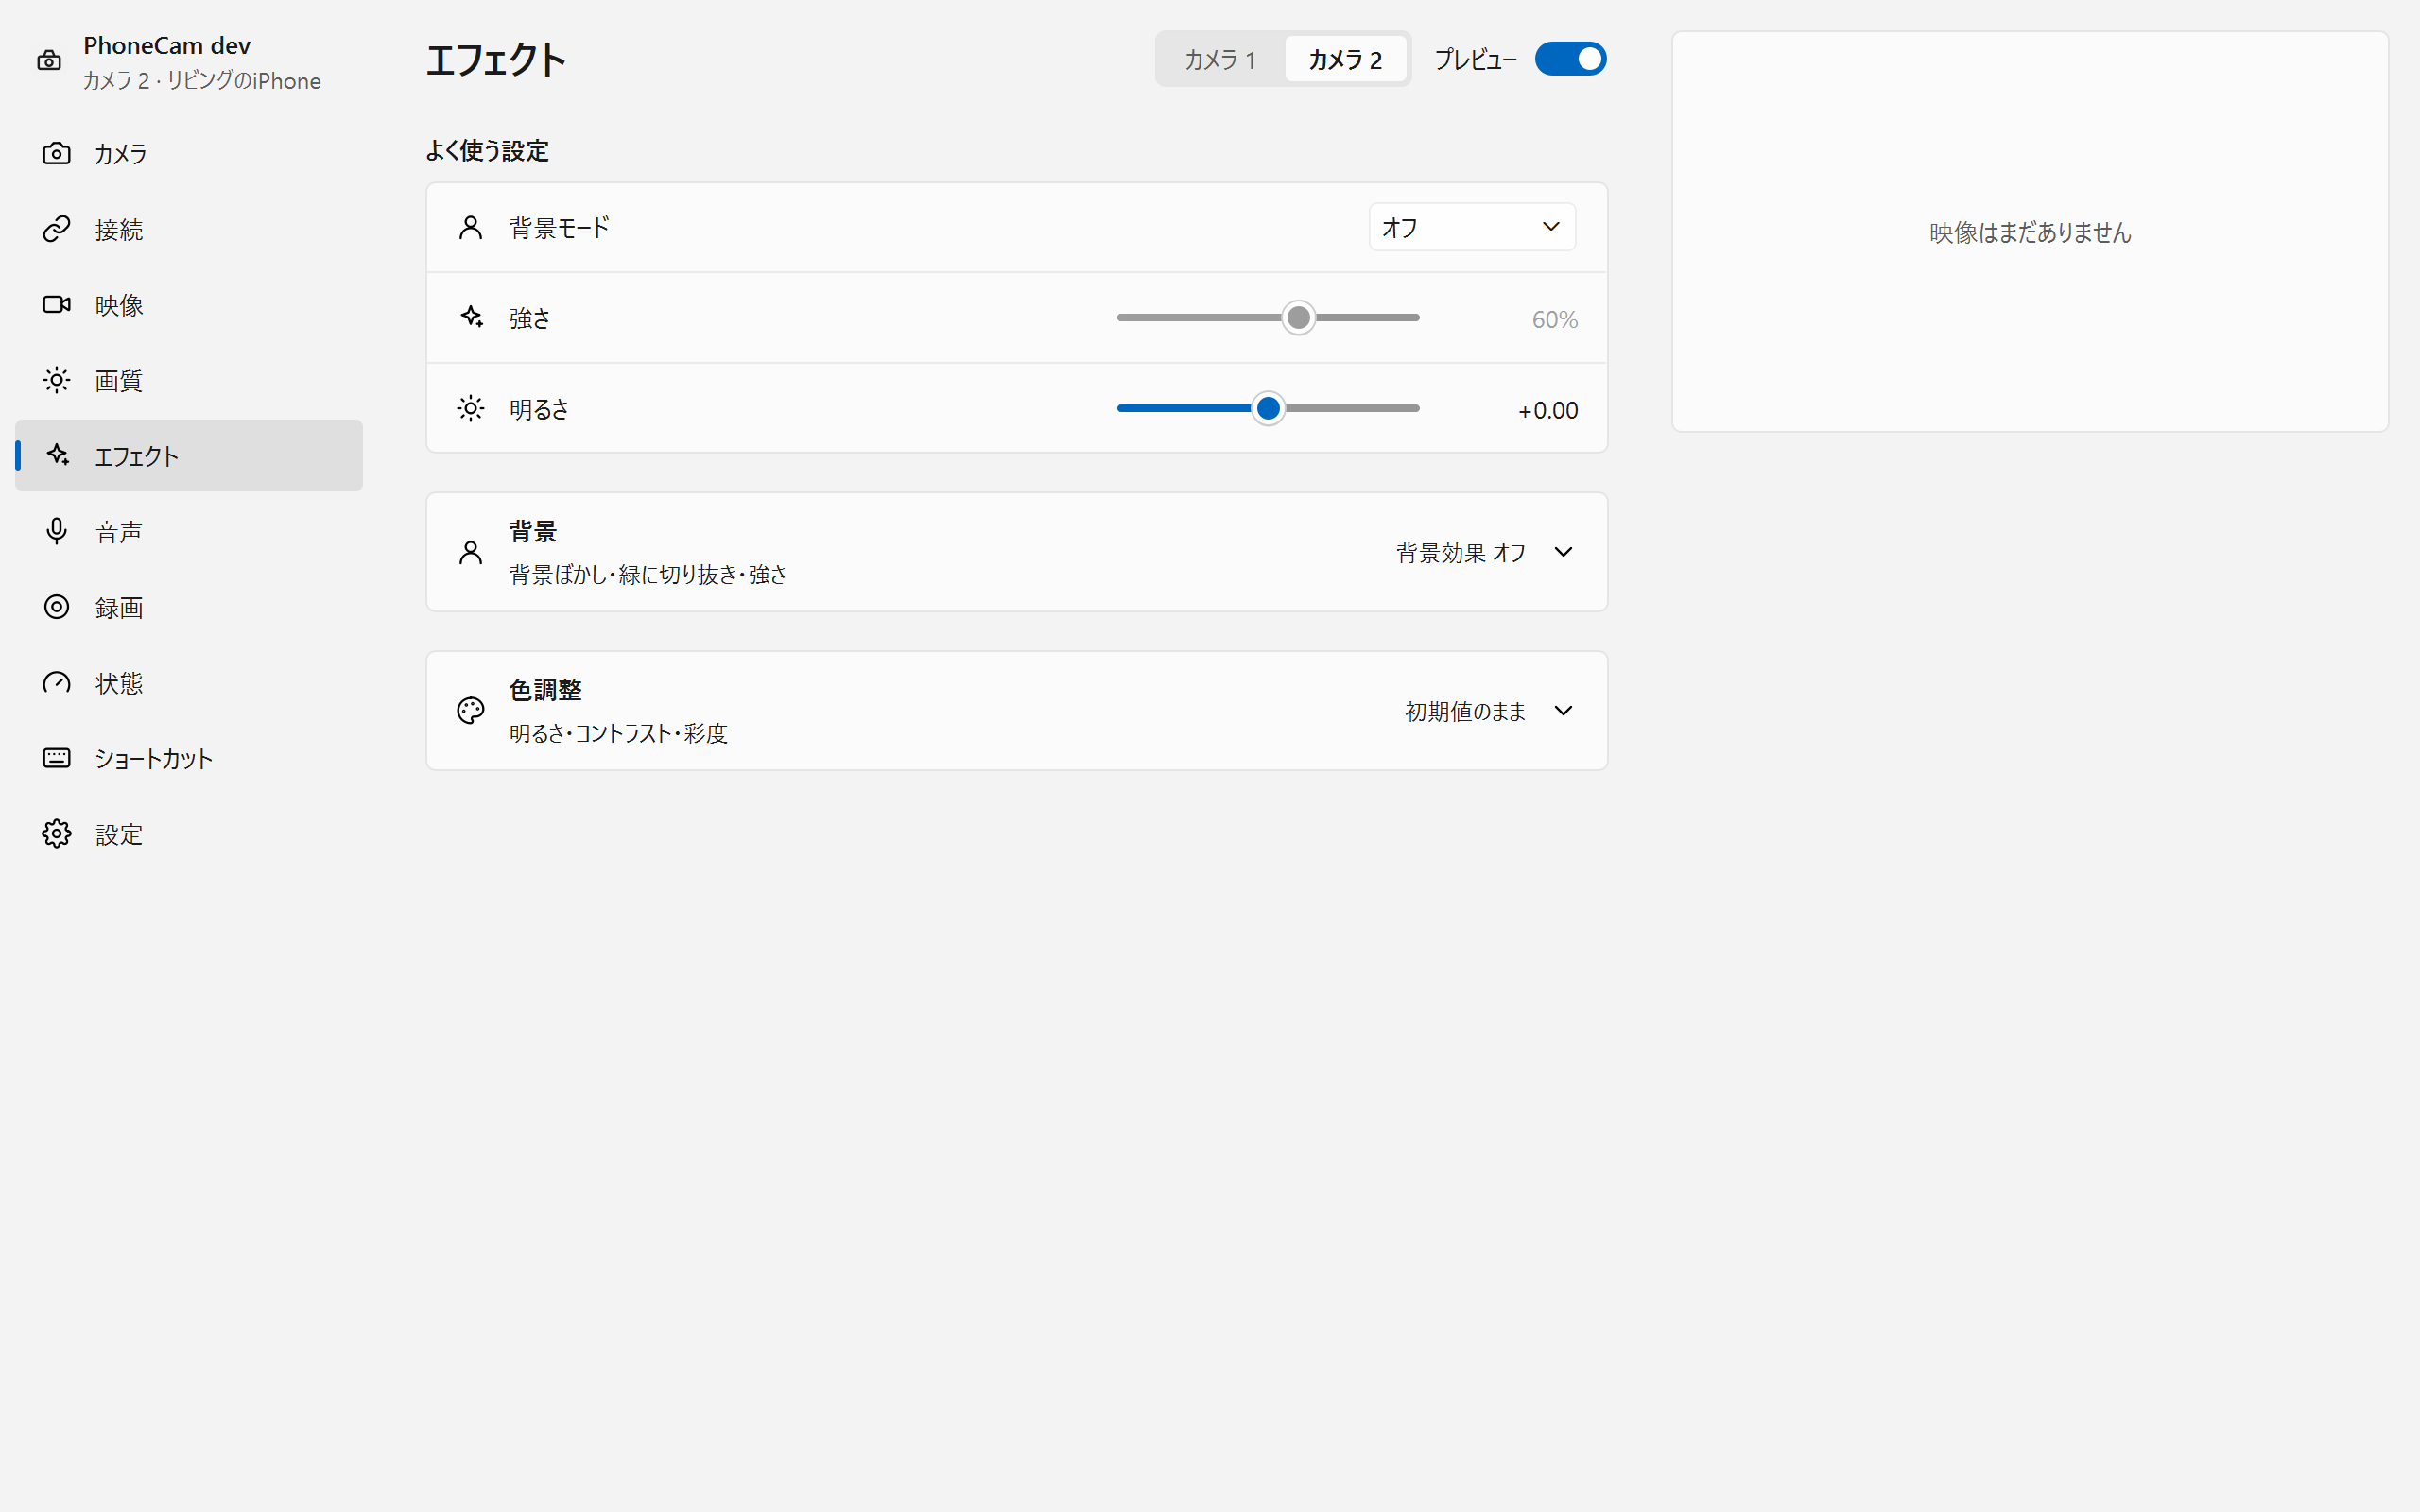 PhoneCam dev
カメラ 2 · リビングのiPhone
カメラ
接続
映像
画質
エフェクト
音声
録画
状態
ショートカット
設定
エフェクト
カメラ 1
カメラ 2
プレビュー
よく使う設定
背景モード
オフ
強さ
60%
明るさ
+0.00
背景
背景ぼかし・緑に切り抜き・強さ
背景効果 オフ
色調整
明るさ・コントラスト・彩度
初期値のまま
映像はまだありません